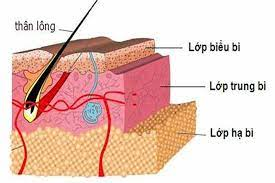 thân lông
Lớp biểu bì
Lớp trung bì
Lớp hạ bì